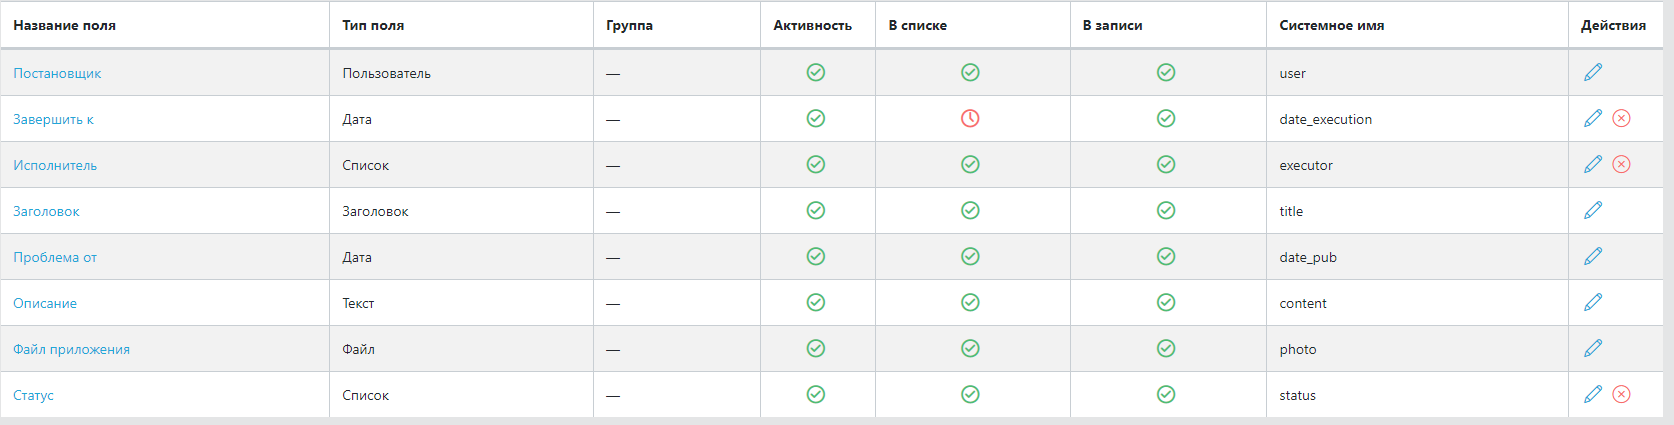 Название поля Тип поля Группа Активность В списке В записи Системное имя Действия
Постановщик Пользователь — user
Завершить к Дата — date_execution
Исполнитель Список — executor
Заголовок Заголовок — title
Проблема от Дата — date_pub
Описание Текст — content
Файл приложения Файл — photo
Статус Список — status